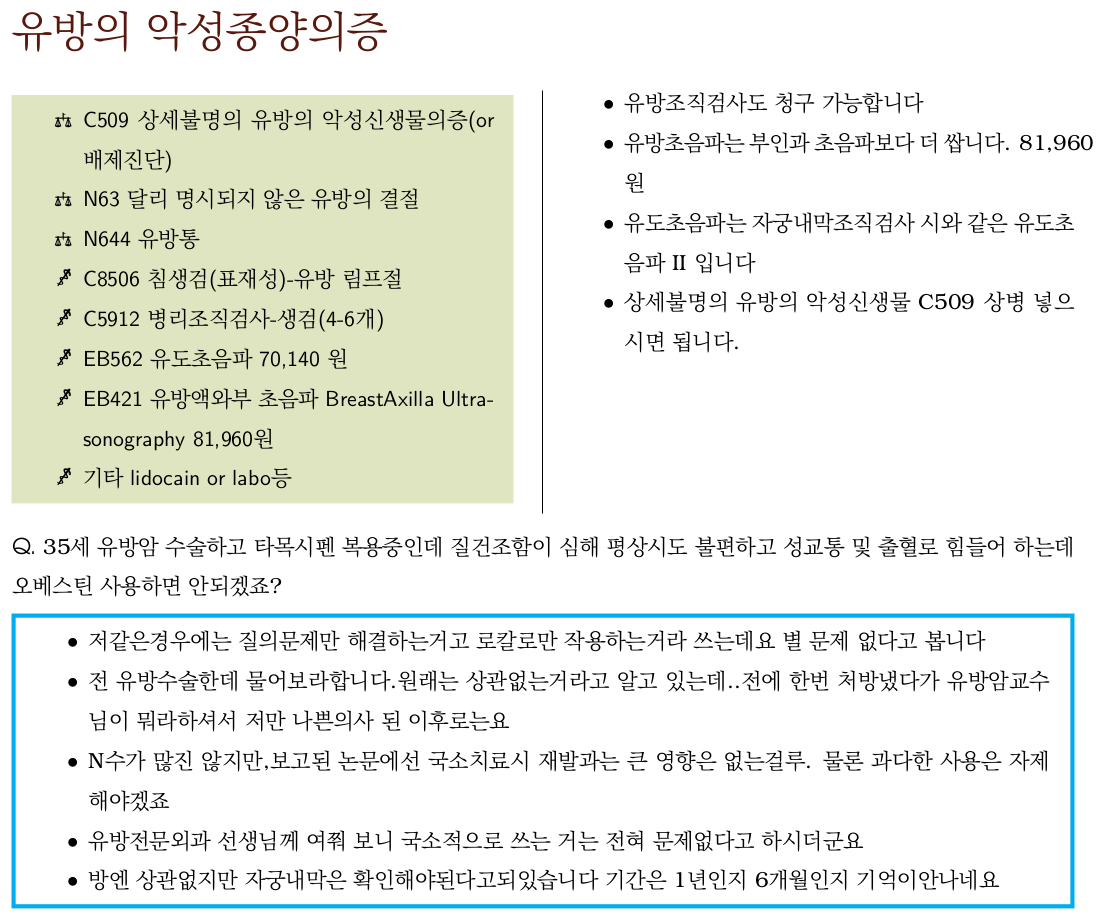 유방의 악성종양의증
C509 상세불명의 유방의 악성신생물의증(or
배제진단)
N63 달리 명시되지 않은 유방의 결절
N644 유방통
C8506 침생검(표재성)-유방 림프절
C5912 병리조직검사-생검(4-6개)
EB562 유도초음파 70,140 원
EB421 유방액와부 초음파 BreastAxilla Ultra-
sonography 81,960원
기타 lidocain or labo등
• 유방조직검사도 청구 가능합니다
• 유방초음파는 부인과 초음파보다 더 쌉니다. 81,960
원
• 유도초음파는 자궁내막조직검사 시와 같은 유도초
음파 II 입니다
• 상세불명의 유방의 악성신생물 C509 상병 넣으
시면 됩니다.
Q. 35세 유방암 수술하고 타목시펜 복용중인데 질건조함이 심해 평상시도 불편하고 성교통 및 출혈로 힘들어 하는데
오베스틴 사용하면 안되겠죠?
• 저같은경우에는 질의문제만 해결하는거고 로칼로만 작용하는거라 쓰는데요 별 문제 없다고 봅니다
• 전 유방수술한데 물어보라합니다.원래는 상관없는거라고 알고 있는데..전에 한번 처방냈다가 유방암교수
님이 뭐라하셔서 저만 나쁜의사 된 이후로는요
• N수가 많진 않지만,보고된 논문에선 국소치료시 재발과는 큰 영향은 없는걸루. 물론 과다한 사용은 자제
해야겠죠
• 유방전문외과 선생님께 여쭤 보니 국소적으로 쓰는 거는 전혀 문제없다고 하시더군요
• 방엔 상관없지만 자궁내막은 확인해야된다고되있습니다 기간은 1년인지 6개월인지 기억이안나네요